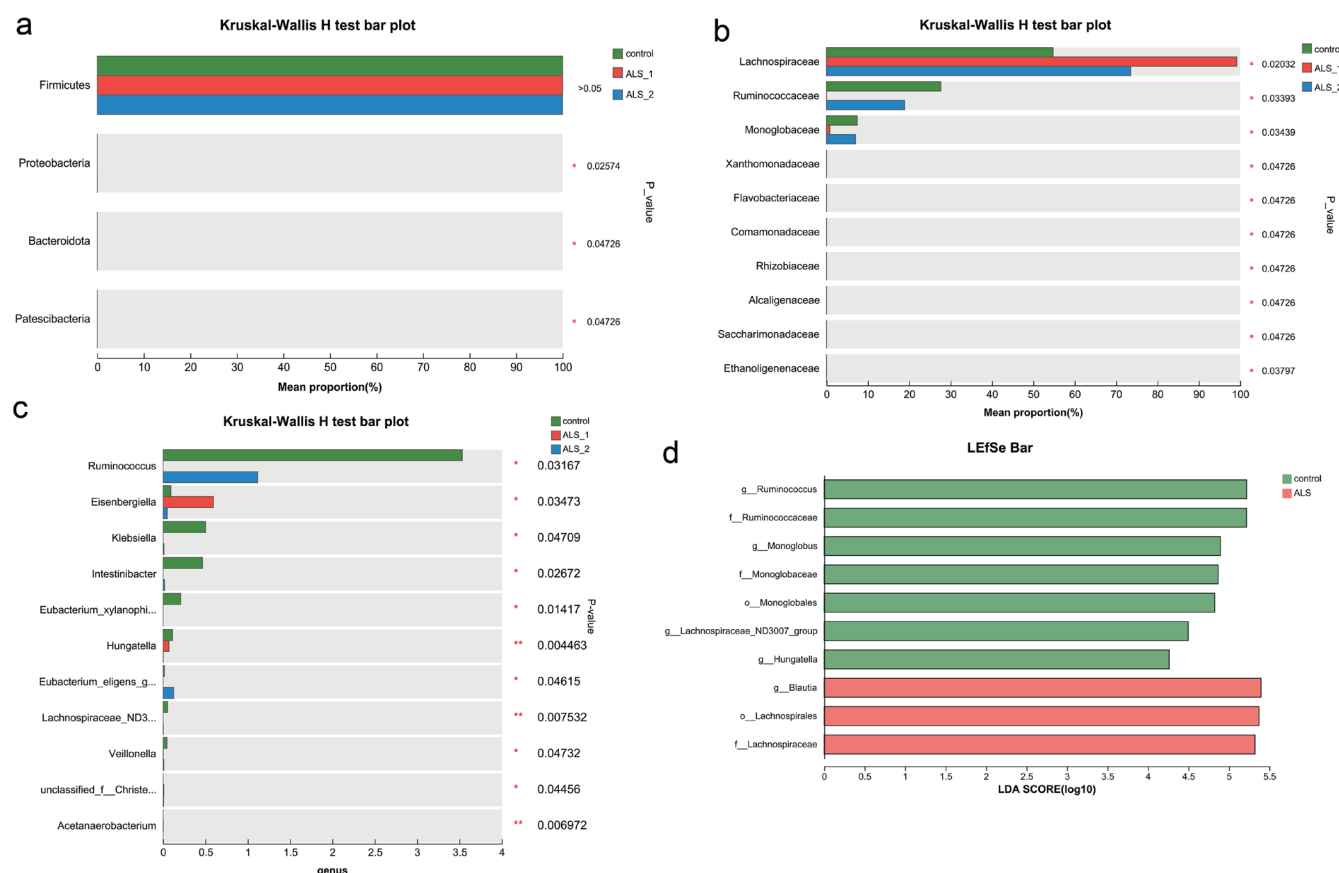 a
Kruskal-Wallis H test bar plot
control
ALS_1
ALS_2
Firmicutes
>0.05
Proteobacteria
* 0.02574
Bacteroidota
* 0.04726
Patescibacteria
* 0.04726
P_value
0 10 20 30 40 50 60 70 80 90 100
Mean proportion(%)
b
Kruskal-Wallis H test bar plot
control
ALS_1
ALS_2
Lachnospiraceae
* 0.02032
Ruminococcaceae
* 0.03393
Monoglobaceae
* 0.03439
Xanthomonadaceae
* 0.04726
Flavobacteriaceae
* 0.04726
Comamonadaceae
* 0.04726
Rhizobiaceae
* 0.04726
Alcaligenaceae
* 0.04726
Saccharimonadaceae
* 0.04726
Ethanoligenenaceae
* 0.03797
P_value
0 10 20 30 40 50 60 70 80 90 100
Mean proportion(%)
c
Kruskal-Wallis H test bar plot
control
ALS_1
ALS_2
Ruminococcus
* 0.03167
Eisenbergiella
* 0.03473
Klebsiella
* 0.04709
Intestinibacter
* 0.02672
Eubacterium_xylanophi...
* 0.01417
Hungatella
** 0.004463
Eubacterium_eligens_g...
* 0.04615
Lachnospiraceae_ND3...
** 0.007532
Veillonella
* 0.04732
unclassified_f__Christe...
* 0.04456
Acetanaerobacterium
** 0.006972
P-value
0 0.5 1 1.5 2 2.5 3 3.5 4
genus
d
LEfSe Bar
control
ALS
g__Ruminococcus
f__Ruminococcaceae
g__Monoglobus
f__Monoglobaceae
o__Monoglobales
g__Lachnospiraceae_ND3007_group
g__Hungatella
g__Blautia
o__Lachnospirales
f__Lachnospiraceae
0 0.5 1 1.5 2 2.5 3 3.5 4 4.5 5 5.5
LDA SCORE(log10)